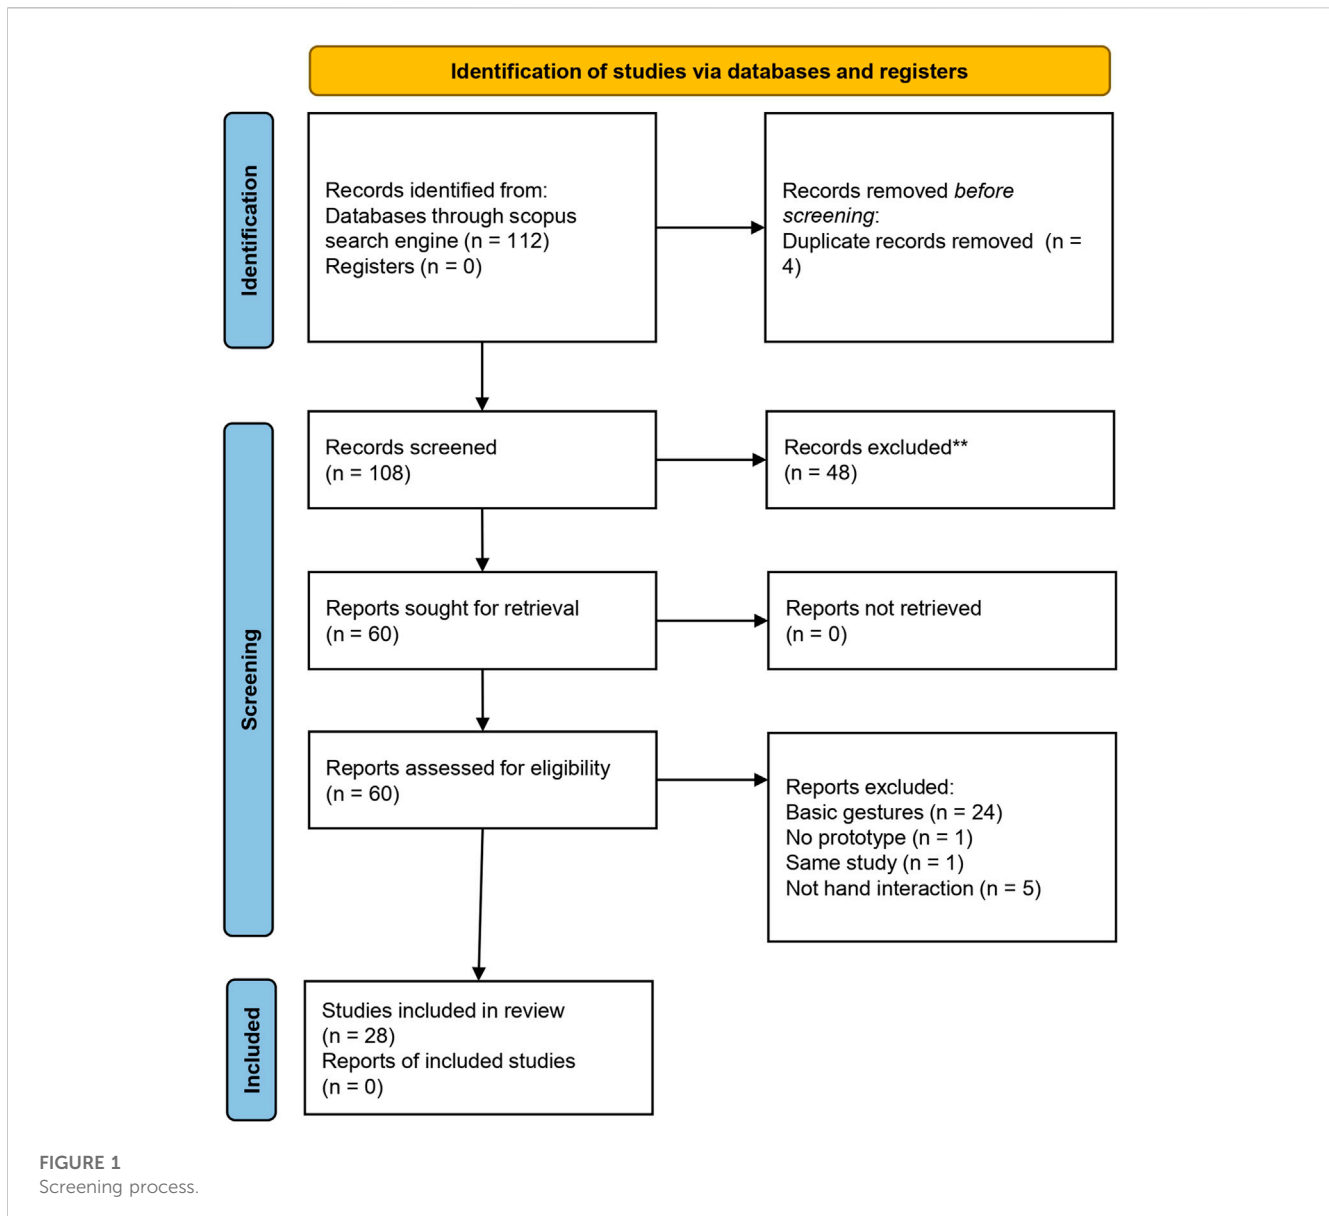 Identification of studies via databases and registers
Identification
Records identified from:
Databases through scopus
search engine (n = 112)
Registers (n = 0)
Records removed before
screening:
Duplicate records removed (n =
4)
Screening
Records screened
(n = 108)
Records excluded**
(n = 48)
Reports sought for retrieval
(n = 60)
Reports not retrieved
(n = 0)
Reports assessed for eligibility
(n = 60)
Reports excluded:
Basic gestures (n = 24)
No prototype (n = 1)
Same study (n = 1)
Not hand interaction (n = 5)
Included
Studies included in review
(n = 28)
Reports of included studies
(n = 0)
FIGURE 1
Screening process.